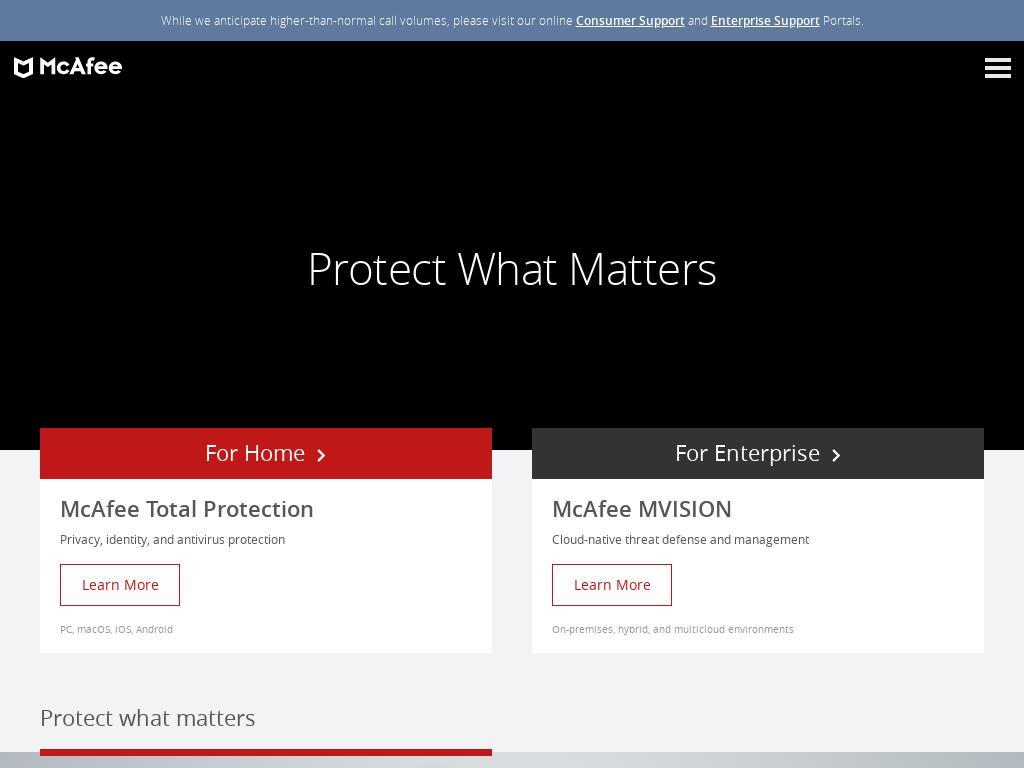 While we anticipate higher-than-normal call volumes, please visit our online Consumer Support and Enterprise Support Portals.
McAfee
Protect What Matters
For Home
McAfee Total Protection
Privacy, identity, and antivirus protection
Learn More
PC, macOS, iOS, Android
For Enterprise
McAfee MVISION
Cloud-native threat defense and management
Learn More
On-premises, hybrid, and multicloud environments
Protect what matters